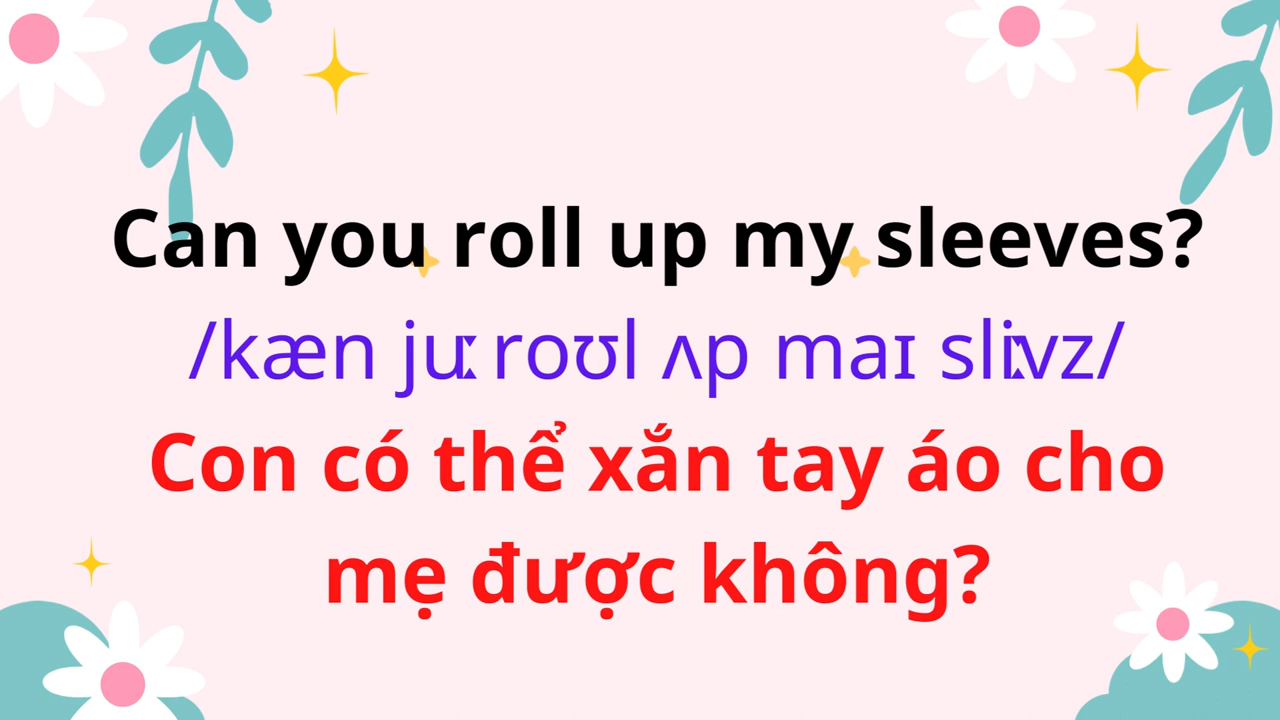 Can you roll up my sleeves?
/kæn juː roʊl ʌp maɪ sliːvz/
Con có thể xắn tay áo cho
mẹ được không?